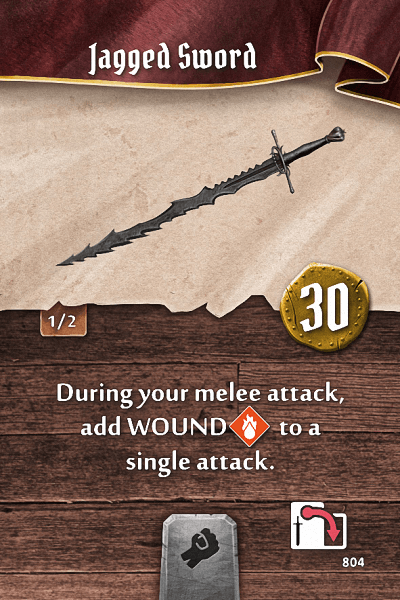 Jagged Sword
30
1/2
During your melee attack,
add WOUND to a
single attack.
804